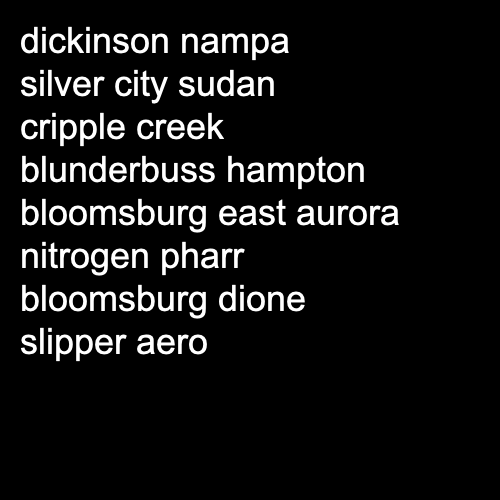 dickinson nampa
silver city sudan
cripple creek
blunderbuss hampton
bloomsburg east aurora
nitrogen pharr
bloomsburg dione
slipper aero